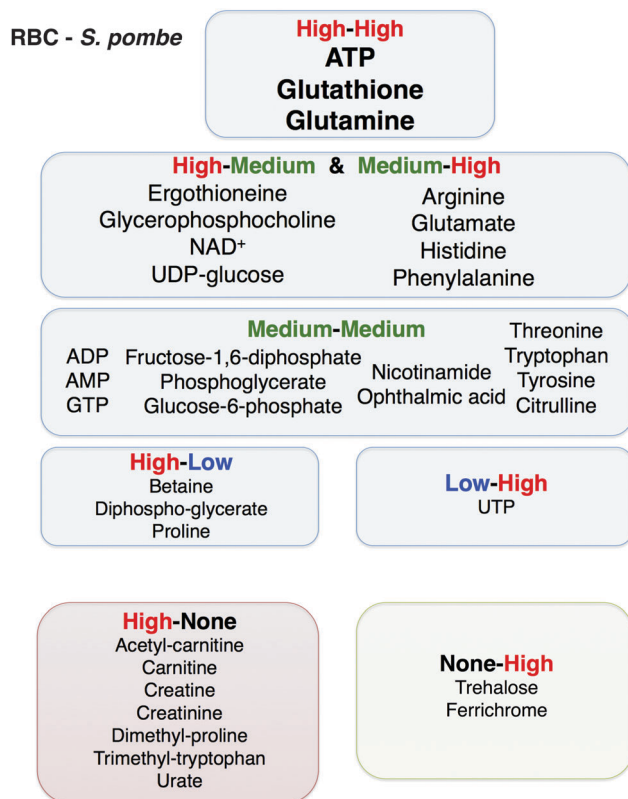 RBC - S. pombe
High-High
ATP
Glutathione
Glutamine
High-Medium & Medium-High
Ergothioneine
Glycerophosphocholine
NAD⁺
UDP-glucose
Arginine
Glutamate
Histidine
Phenylalanine
Medium-Medium
ADP
AMP
GTP
Fructose-1,6-diphosphate
Phosphoglycerate
Glucose-6-phosphate
Nicotinamide
Ophthalmic acid
Threonine
Tryptophan
Tyrosine
Citrulline
High-Low
Betaine
Diphospho-glycerate
Proline
Low-High
UTP
High-None
Acetyl-carnitine
Carnitine
Creatine
Creatinine
Dimethyl-proline
Trimethyl-tryptophan
Urate
None-High
Trehalose
Ferrichrome